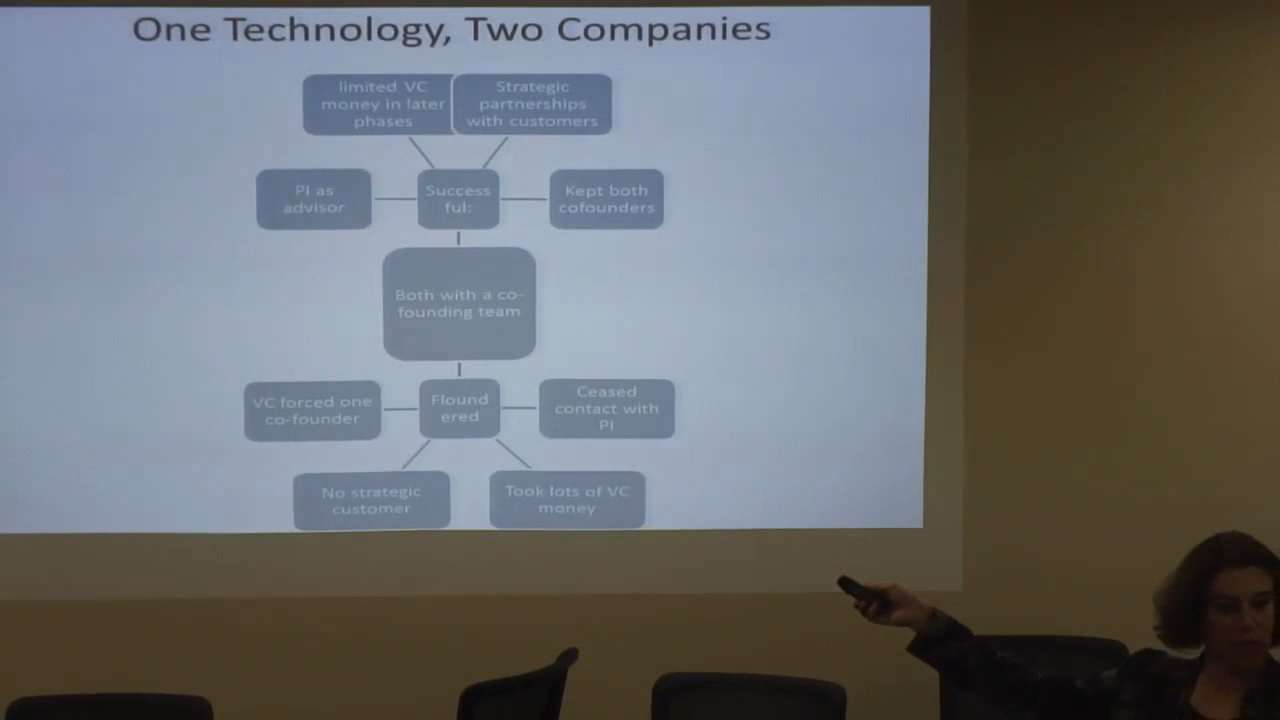 One Technology, Two Companies
limited VC
money in later
phases
Strategic
partnerships
with customers
PI as
advisor
Success
ful:
Kept both
cofounders
Both with a co-
founding team
VC forced one
co-founder
Flound
ered
Ceased
contact with
PI
No strategic
customer
Took lots of VC
money